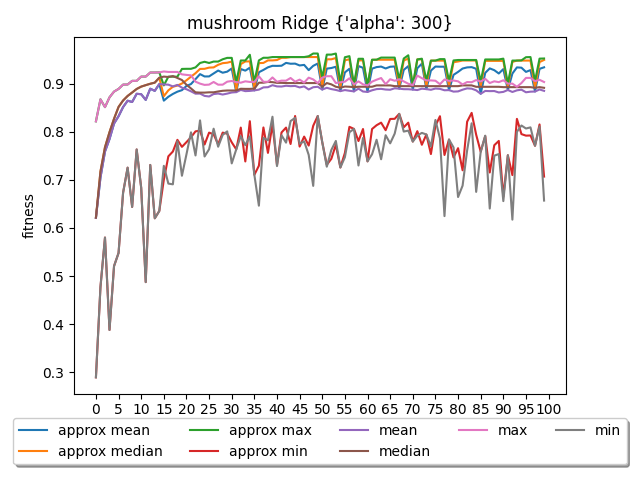 mushroom Ridge {'alpha': 300}
fitness
0.9
0.8
0.7
0.6
0.5
0.4
0.3
0 5 10 15 20 25 30 35 40 45 50 55 60 65 70 75 80 85 90 95 100
approx mean approx max mean max min
approx median approx min median